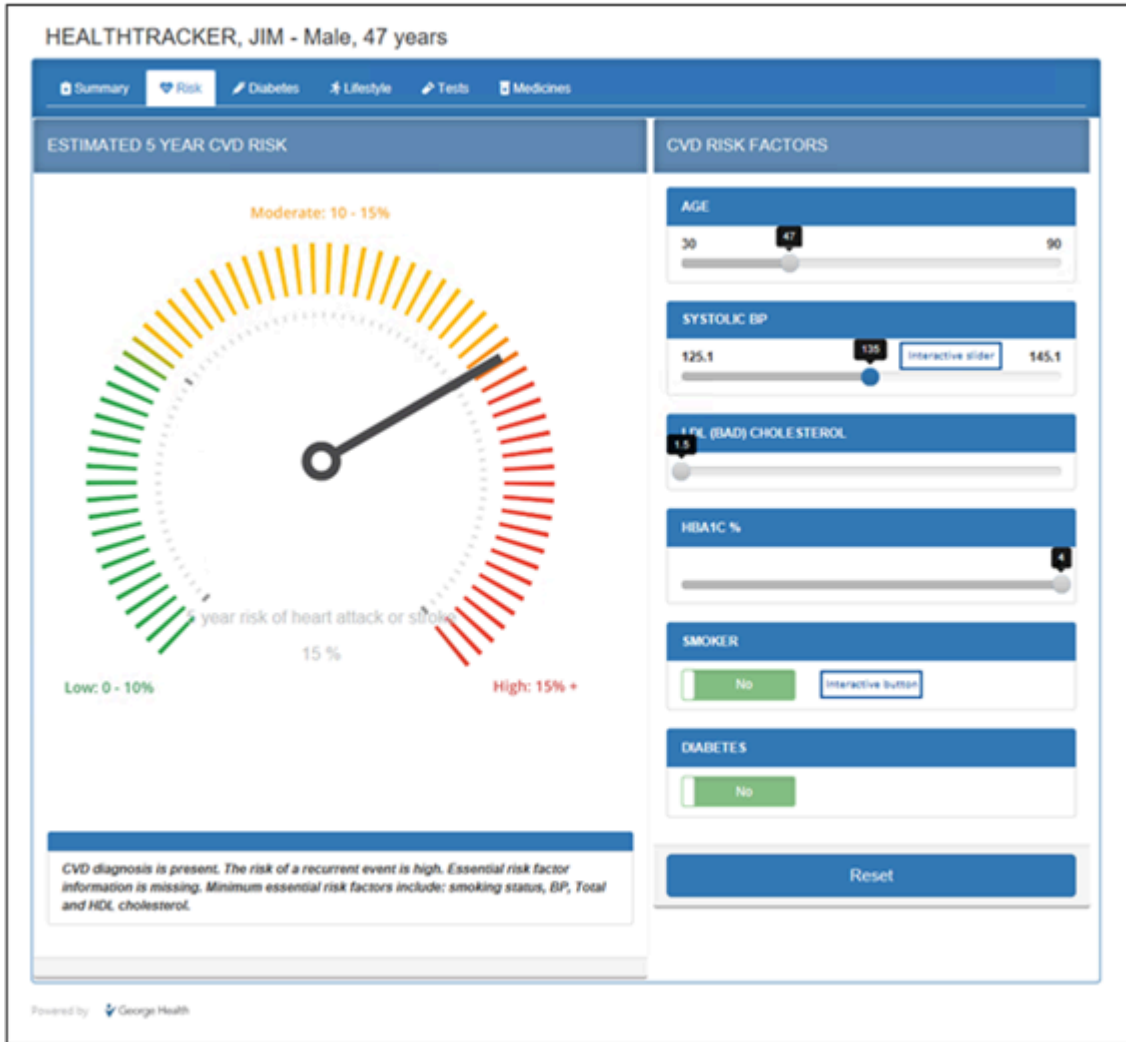 HEALTHTRACKER, JIM - Male, 47 years
Summary
Risk
Diabetes
Lifestyle
Tests
Medicines
ESTIMATED 5 YEAR CVD RISK
Moderate: 10 - 15%
5 year risk of heart attack or stroke
15 %
Low: 0 - 10%
High: 15% +
CVD diagnosis is present. The risk of a recurrent event is high. Essential risk factor
information is missing. Minimum essential risk factors include: smoking status, BP, Total
and HDL cholesterol.
CVD RISK FACTORS
AGE
30
47
90
SYSTOLIC BP
125.1
135
Interactive slider
145.1
LDL (BAD) CHOLESTEROL
1.5
HBA1C %
4
SMOKER
No
Interactive button
DIABETES
No
Reset
Powered by George Health